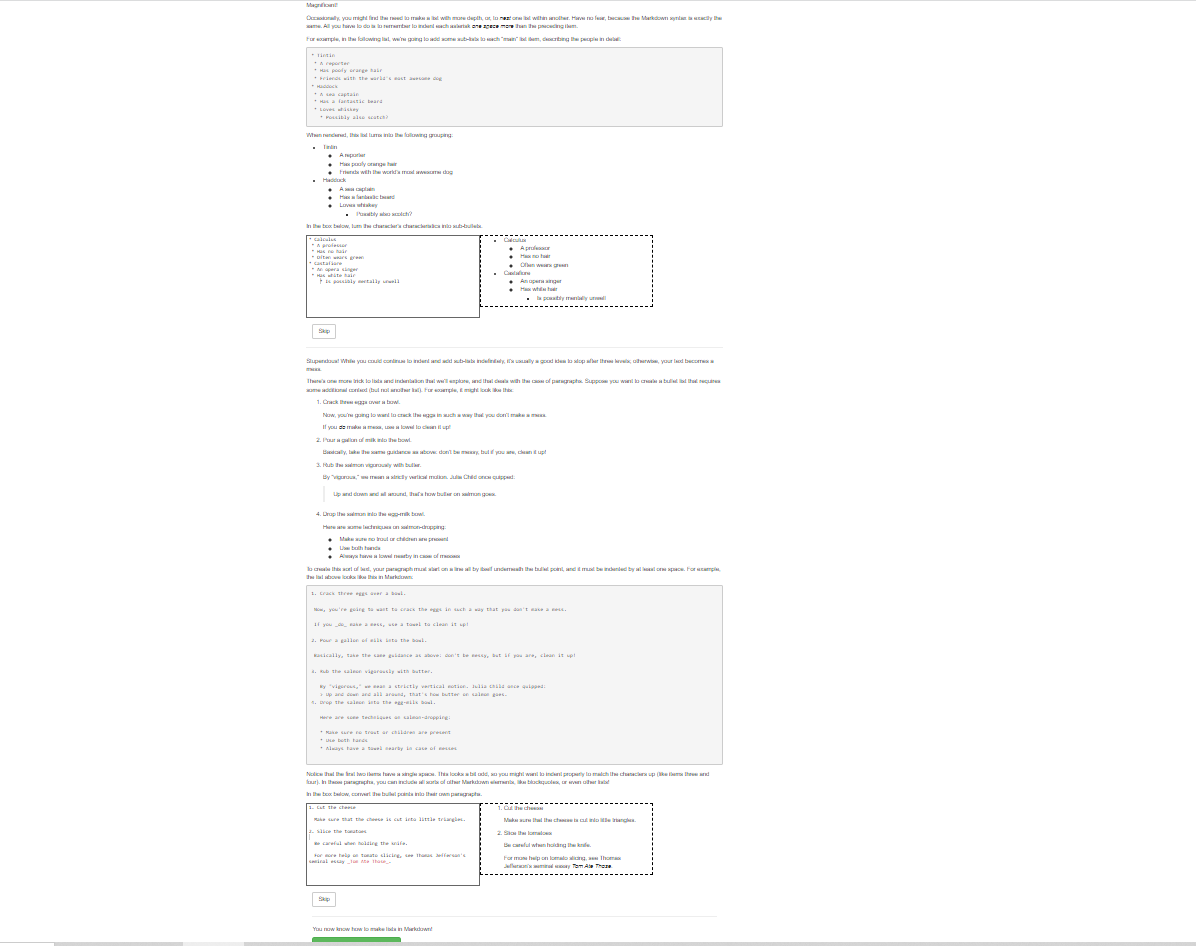 Magnificent!
Occasionally, you might find the need to make a list with more depth, or, to nest one list within another. Have no fear, because the Markdown syntax is exactly the
same. All you have to do is to remember to indent each asterisk one space more than the preceding item.
For example, in the following list, we're going to add some sub-lists to each "main" list item, describing the people in detail:
* Tintin
 * A reporter
 * Has poofy orange hair
 * Friends with the world's most awesome dog
* Haddock
 * A sea captain
 * Has a fantastic beard
 * Loves whiskey
   * Possibly also scotch?
When rendered, this list turns into the following grouping:
• Tintin
• A reporter
• Has poofy orange hair
• Friends with the world's most awesome dog
• Haddock
• A sea captain
• Has a fantastic beard
• Loves whiskey
▪ Possibly also scotch?
In the box below, turn the character's characteristics into sub-bullets.
* Calculus
 * A professor
 * Has no hair
 * Often wears green
* Castafiore
 * An opera singer
 * Has white hair
   * Is possibly mentally unwell
• Calculus
• A professor
• Has no hair
• Often wears green
• Castafiore
• An opera singer
• Has white hair
▪ Is possibly mentally unwell
Skip
Stupendous! While you could continue to indent and add sub-lists indefinitely, it's usually a good idea to stop after three levels; otherwise, your text becomes a
mess.
There's one more trick to lists and indentation that we'll explore, and that deals with the case of paragraphs. Suppose you want to create a bullet list that requires
some additional context (but not another list). For example, it might look like this:
1. Crack three eggs over a bowl.
Now, you're going to want to crack the eggs in such a way that you don't make a mess.
If you do make a mess, use a towel to clean it up!
2. Pour a gallon of milk into the bowl.
Basically, take the same guidance as above: don't be messy, but if you are, clean it up!
3. Rub the salmon vigorously with butter.
By "vigorous," we mean a strictly vertical motion. Julia Child once quipped:
Up and down and all around, that's how butter on salmon goes.
4. Drop the salmon into the egg-milk bowl.
Here are some techniques on salmon-dropping:
• Make sure no trout or children are present
• Use both hands
• Always have a towel nearby in case of messes
To create this sort of text, your paragraph must start on a line all by itself underneath the bullet point, and it must be indented by at least one space. For example,
the list above looks like this in Markdown:
1. Crack three eggs over a bowl.
 Now, you're going to want to crack the eggs in such a way that you don't make a mess.
 If you _do_ make a mess, use a towel to clean it up!
2. Pour a gallon of milk into the bowl.
 Basically, take the same guidance as above: don't be messy, but if you are, clean it up!
3. Rub the salmon vigorously with butter.
   By "vigorous," we mean a strictly vertical motion. Julia Child once quipped:
   > Up and down and all around, that's how butter on salmon goes.
4. Drop the salmon into the egg-milk bowl.
   Here are some techniques on salmon-dropping:
   * Make sure no trout or children are present
   * Use both hands
   * Always have a towel nearby in case of messes
Notice that the first two items have a single space. This looks a bit odd, so you might want to indent properly to match the characters up (like items three and
four). In these paragraphs, you can include all sorts of other Markdown elements, like blockquotes, or even other lists!
In the box below, convert the bullet points into their own paragraphs.
1. Cut the cheese
  Make sure that the cheese is cut into little triangles.
2. Slice the tomatoes
  Be careful when holding the knife.
  For more help on tomato slicing, see Thomas Jefferson's
seminal essay _Tom Ate Those_.
1. Cut the cheese
Make sure that the cheese is cut into little triangles.
2. Slice the tomatoes
Be careful when holding the knife.
For more help on tomato slicing, see Thomas
Jefferson's seminal essay Tom Ate Those.
Skip
You now know how to make lists in Markdown!